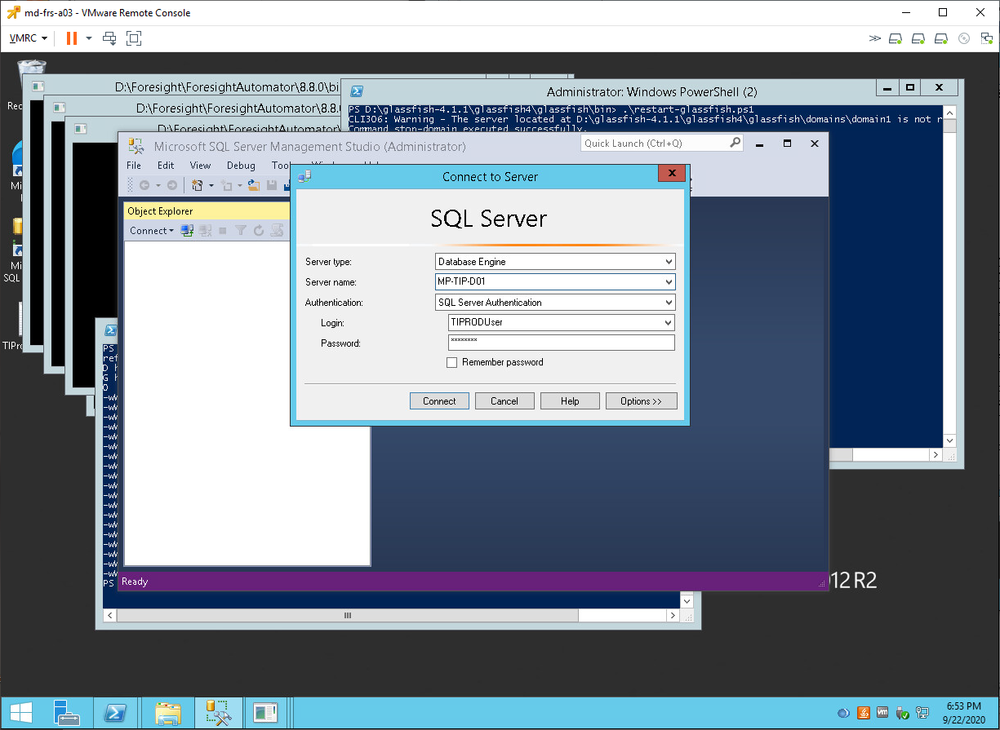 md-frs-a03 - VMware Remote Console
VMRC
D:\Foresight\ForesightAutomator\8.8.0\bi
D:\Foresight\ForesightAutomator\8.8.
D:\Foresight\ForesightAutomator\
Administrator: Windows PowerShell (2)
PS D:\glassfish-4.1.1\glassfish4\glassfish\bin> .\restart-glassfish.ps1
CLI306: Warning - The server located at D:\glassfish-4.1.1\glassfish4\glassfish\domains\domain1 is not r
Command stop-domain executed successfully.
Microsoft SQL Server Management Studio (Administrator)
Quick Launch (Ctrl+Q)
File Edit View Debug Too
Object Explorer
Connect
Connect to Server
SQL Server
Server type:
Database Engine
Server name:
MP-TIP-D01
Authentication:
SQL Server Authentication
Login:
TIPRODUser
Password:
********
Remember password
Connect
Cancel
Help
Options >>
Rec
Mi
Mi
SQL
TIPro
PS
ref
D h
G h
O
-wW
-wW
-wW
PS
Ready
12 R2
6:53 PM
9/22/2020